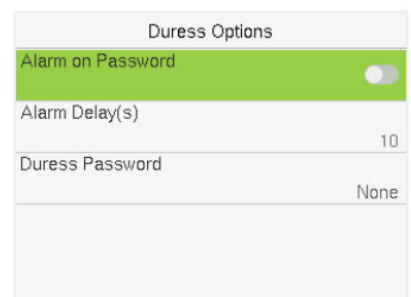 Duress Options
Alarm on Password
Alarm Delay(s)
10
Duress Password
None